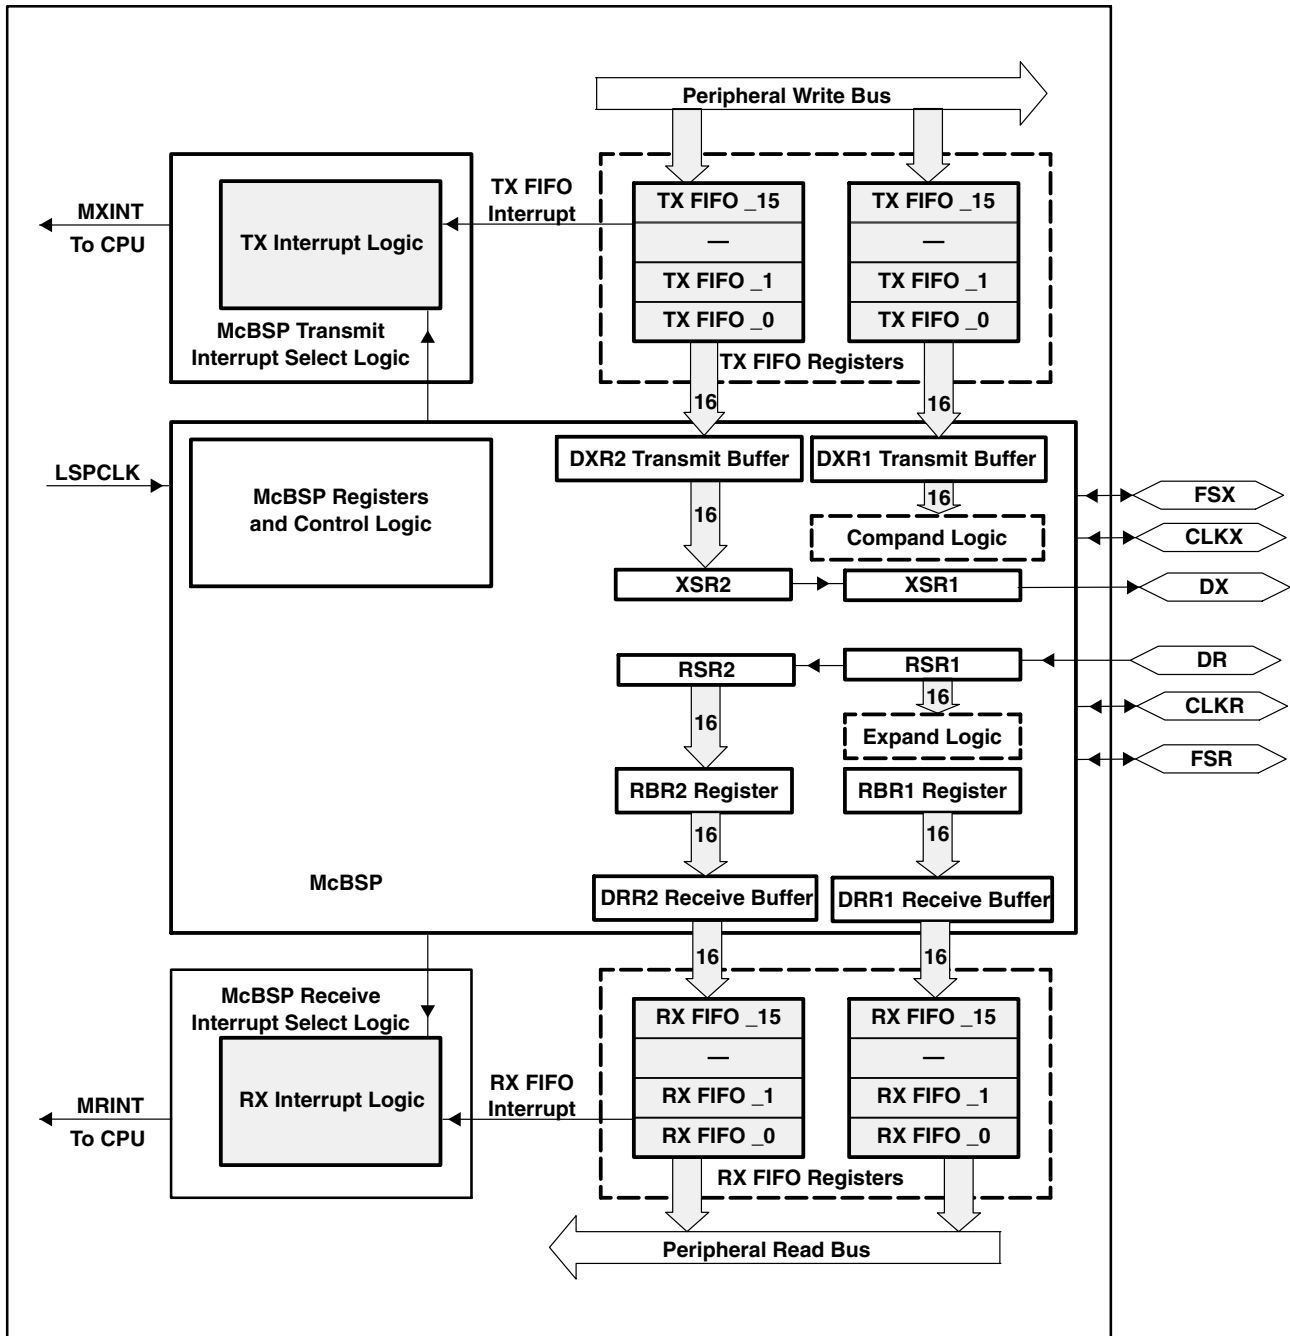 Peripheral Write Bus
MXINT
To CPU
TX Interrupt Logic
McBSP Transmit
Interrupt Select Logic
TX FIFO
Interrupt
TX FIFO _15
—
TX FIFO _1
TX FIFO _0
TX FIFO _15
—
TX FIFO _1
TX FIFO _0
TX FIFO Registers
16
16
LSPCLK
McBSP Registers
and Control Logic
DXR2 Transmit Buffer
DXR1 Transmit Buffer
16
16
Compand Logic
XSR2
XSR1
FSX
CLKX
DX
DR
CLKR
FSR
RSR2
RSR1
16
16
Expand Logic
RBR2 Register
RBR1 Register
16
16
McBSP
DRR2 Receive Buffer
DRR1 Receive Buffer
16
16
McBSP Receive
Interrupt Select Logic
RX Interrupt Logic
MRINT
To CPU
RX FIFO
Interrupt
RX FIFO _15
—
RX FIFO _1
RX FIFO _0
RX FIFO _15
—
RX FIFO _1
RX FIFO _0
RX FIFO Registers
Peripheral Read Bus